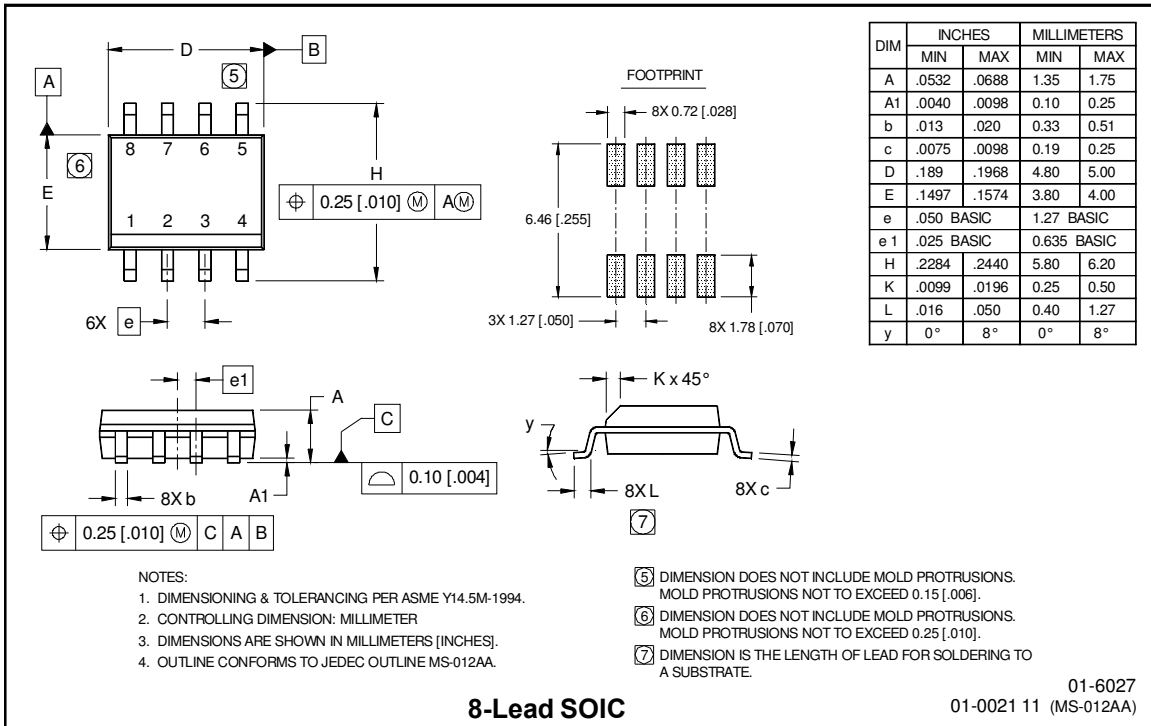 D
B
5
A
8 7 6 5
6
E
H
⌖ 0.25 [.010] Ⓜ AⓂ
1 2 3 4
6X e
FOOTPRINT
8X 0.72 [.028]
6.46 [.255]
3X 1.27 [.050]
8X 1.78 [.070]
DIM INCHES MILLIMETERS
MIN MAX MIN MAX
A .0532 .0688 1.35 1.75
A1 .0040 .0098 0.10 0.25
b .013 .020 0.33 0.51
c .0075 .0098 0.19 0.25
D .189 .1968 4.80 5.00
E .1497 .1574 3.80 4.00
e .050 BASIC 1.27 BASIC
e 1 .025 BASIC 0.635 BASIC
H .2284 .2440 5.80 6.20
K .0099 .0196 0.25 0.50
L .016 .050 0.40 1.27
y 0° 8° 0° 8°
e1
A
C
0.10 [.004]
8X b
A1
⌖ 0.25 [.010] Ⓜ C A B
K x 45°
y
8X L
8X c
7
NOTES:
1. DIMENSIONING & TOLERANCING PER ASME Y14.5M-1994.
2. CONTROLLING DIMENSION: MILLIMETER
3. DIMENSIONS ARE SHOWN IN MILLIMETERS [INCHES].
4. OUTLINE CONFORMS TO JEDEC OUTLINE MS-012AA.
5 DIMENSION DOES NOT INCLUDE MOLD PROTRUSIONS.
MOLD PROTRUSIONS NOT TO EXCEED 0.15 [.006].
6 DIMENSION DOES NOT INCLUDE MOLD PROTRUSIONS.
MOLD PROTRUSIONS NOT TO EXCEED 0.25 [.010].
7 DIMENSION IS THE LENGTH OF LEAD FOR SOLDERING TO
A SUBSTRATE.
8-Lead SOIC
01-6027
01-0021 11 (MS-012AA)